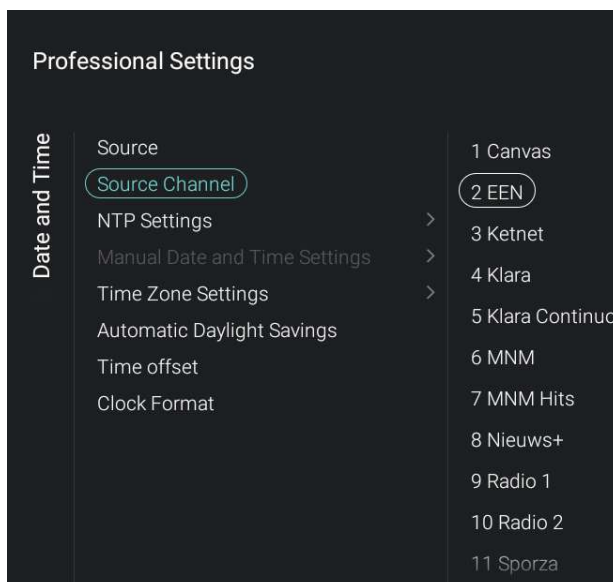 Professional Settings
Date and Time
Source
Source Channel
NTP Settings
Manual Date and Time Settings
Time Zone Settings
Automatic Daylight Savings
Time offset
Clock Format
1 Canvas
2 EEN
3 Ketnet
4 Klara
5 Klara Continuo
6 MNM
7 MNM Hits
8 Nieuws+
9 Radio 1
10 Radio 2
11 Sporza